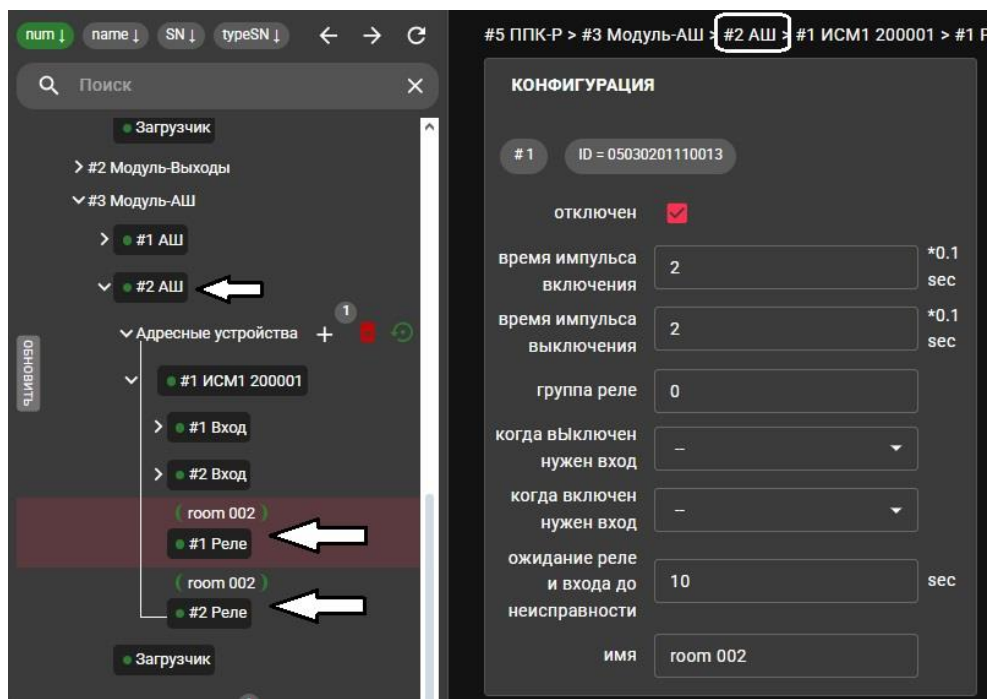 num ↓ name ↓ SN ↓ typeSN ↓
Поиск
Загрузчик
#2 Модуль-Выходы
#3 Модуль-АШ
#1 АШ
#2 АШ
1
Адресные устройства +
ОБНОВИТЬ
#1 ИСМ1 200001
#1 Вход
#2 Вход
( room 002 )
#1 Реле
( room 002 )
#2 Реле
Загрузчик
#5 ППК-Р > #3 Модуль-АШ > #2 АШ > #1 ИСМ1 200001 > #1
КОНФИГУРАЦИЯ
# 1 ID = 05030201110013
отключен
время импульса
включения
2
*0.1
sec
время импульса
выключения
2
*0.1
sec
группа реле 0
когда вЫключен
нужен вход
--
когда включен
нужен вход
--
ожидание реле
и входа до
неисправности
10 sec
имя room 002